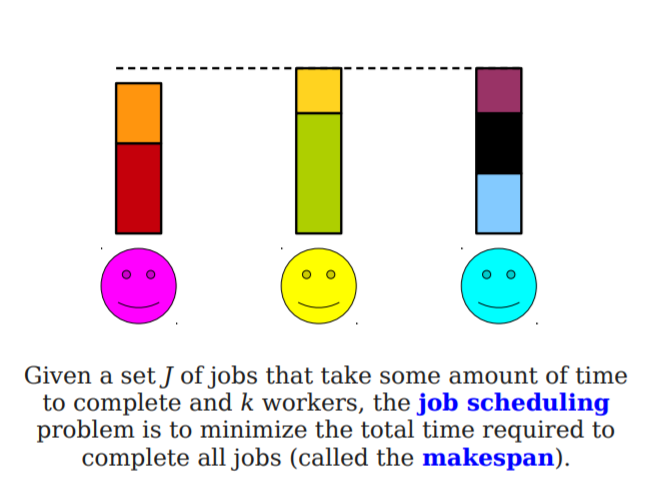 Given a set J of jobs that take some amount of time
to complete and k workers, the job scheduling
problem is to minimize the total time required to
complete all jobs (called the makespan).